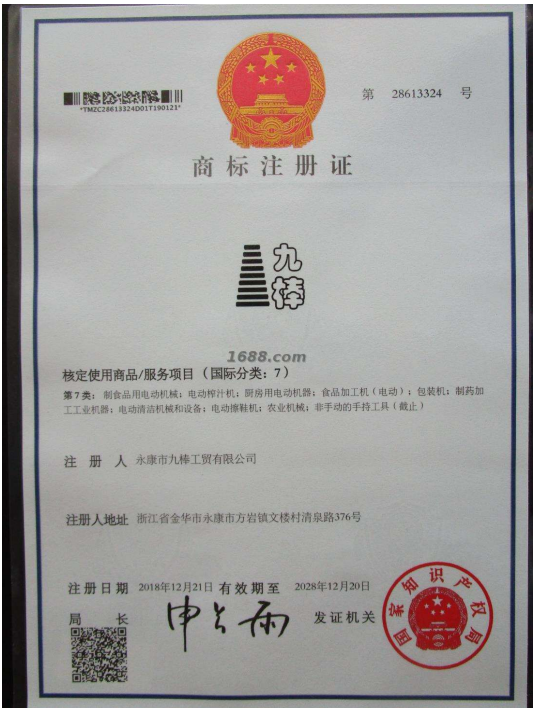 *TMZC28613324D01T190121*
第 28613324 号
商标注册证
九
棒
1688.com
核定使用商品/服务项目（国际分类：7）
第7类：制食品用电动机械；电动榨汁机；厨房用电动机器；食品加工机（电动）；包装机；制药加
工工业机器；电动清洁机械和设备；电动擦鞋机；农业机械；非手动的手持工具（截止）
注 册 人 永康市九棒工贸有限公司
注册人地址 浙江省金华市永康市方岩镇文楼村清泉路376号
注册日期 2018年12月21日 有效期至 2028年12月20日
局 长 申长雨 发证机关
国家知识产权局